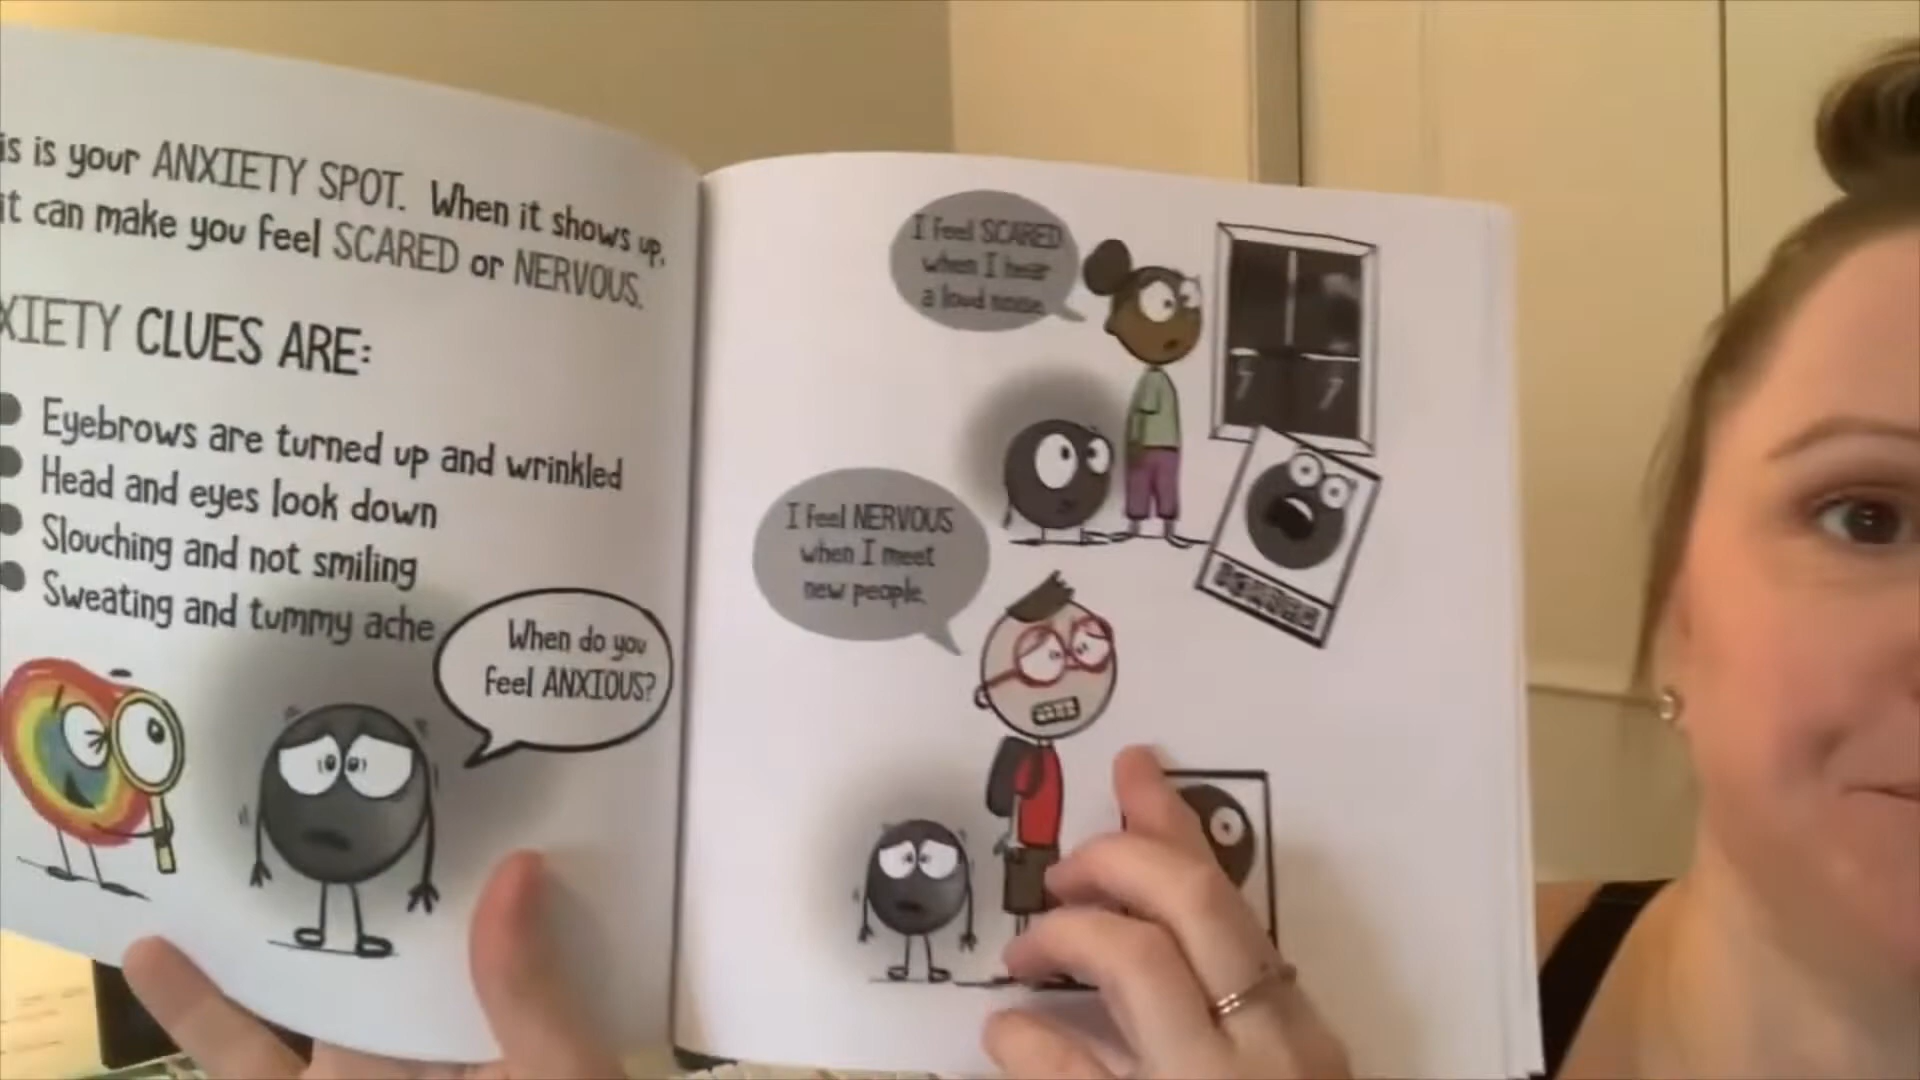 is is your ANXIETY SPOT. When it shows up,
it can make you feel SCARED or NERVOUS.
XIETY CLUES ARE:
Eyebrows are turned up and wrinkled
Head and eyes look down
Slouching and not smiling
Sweating and tummy ache
When do you
feel ANXIOUS?
I feel SCARED
when I hear
a loud noise.
I feel NERVOUS
when I meet
new people.